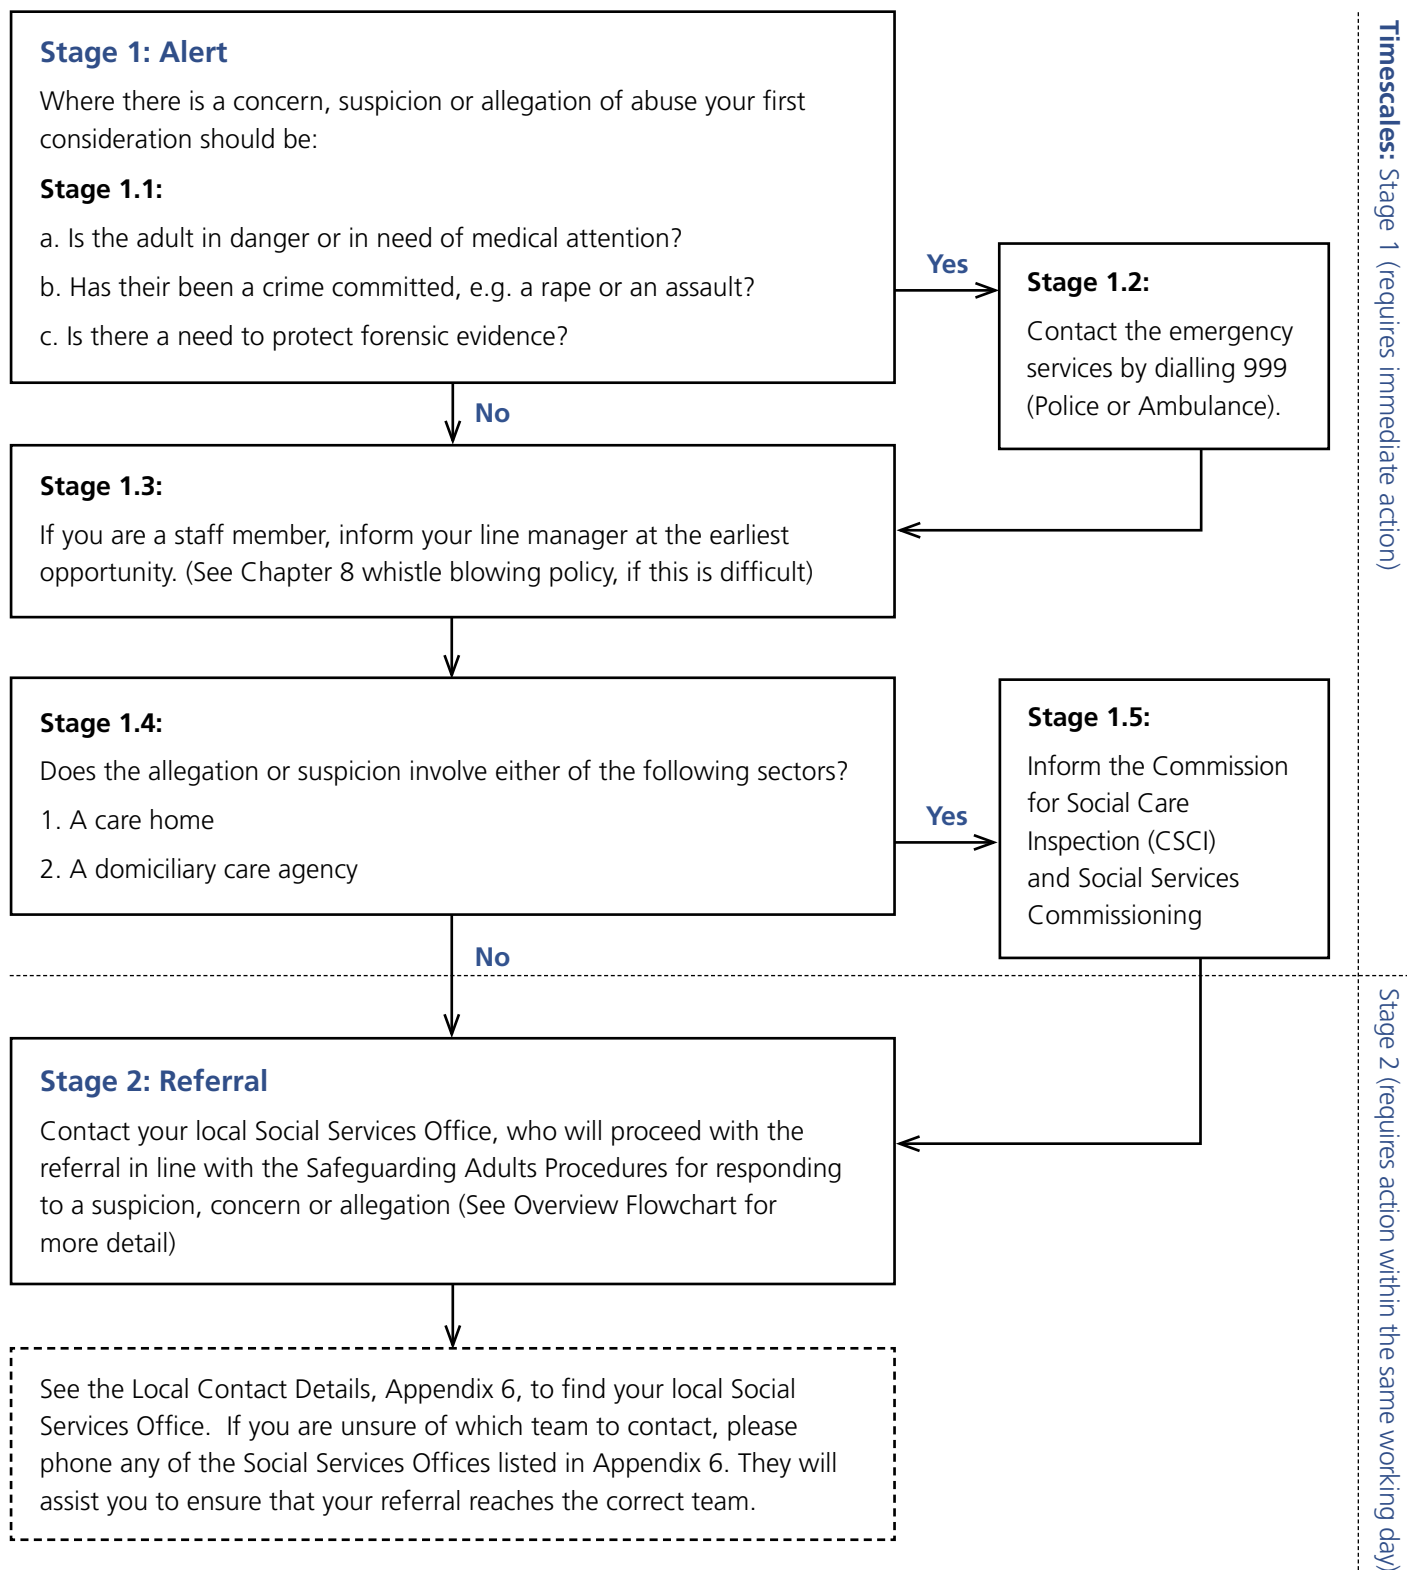 Stage 1: Alert
Where there is a concern, suspicion or allegation of abuse your first
consideration should be:
Stage 1.1:
a. Is the adult in danger or in need of medical attention?
b. Has their been a crime committed, e.g. a rape or an assault?
c. Is there a need to protect forensic evidence?
Yes
Stage 1.2:
Contact the emergency
services by dialling 999
(Police or Ambulance).
No
Stage 1.3:
If you are a staff member, inform your line manager at the earliest
opportunity. (See Chapter 8 whistle blowing policy, if this is difficult)
Stage 1.4:
Does the allegation or suspicion involve either of the following sectors?
1. A care home
2. A domiciliary care agency
Yes
Stage 1.5:
Inform the Commission
for Social Care
Inspection (CSCI)
and Social Services
Commissioning
No
Stage 2: Referral
Contact your local Social Services Office, who will proceed with the
referral in line with the Safeguarding Adults Procedures for responding
to a suspicion, concern or allegation (See Overview Flowchart for
more detail)
See the Local Contact Details, Appendix 6, to find your local Social
Services Office.  If you are unsure of which team to contact, please
phone any of the Social Services Offices listed in Appendix 6. They will
assist you to ensure that your referral reaches the correct team.
Timescales: Stage 1 (requires immediate action)
Stage 2 (requires action within the same working day)